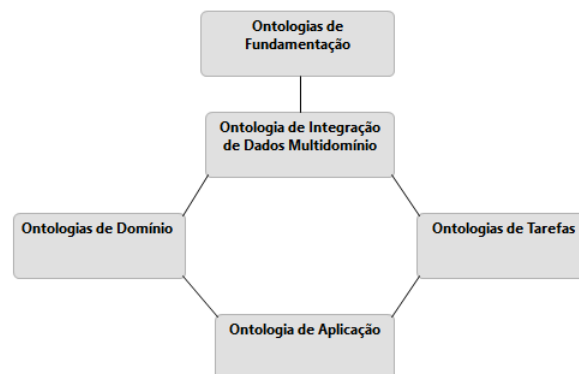 Ontologias de
Fundamentação
Ontologia de Integração
de Dados Multidomínio
Ontologias de Domínio
Ontologias de Tarefas
Ontologia de Aplicação